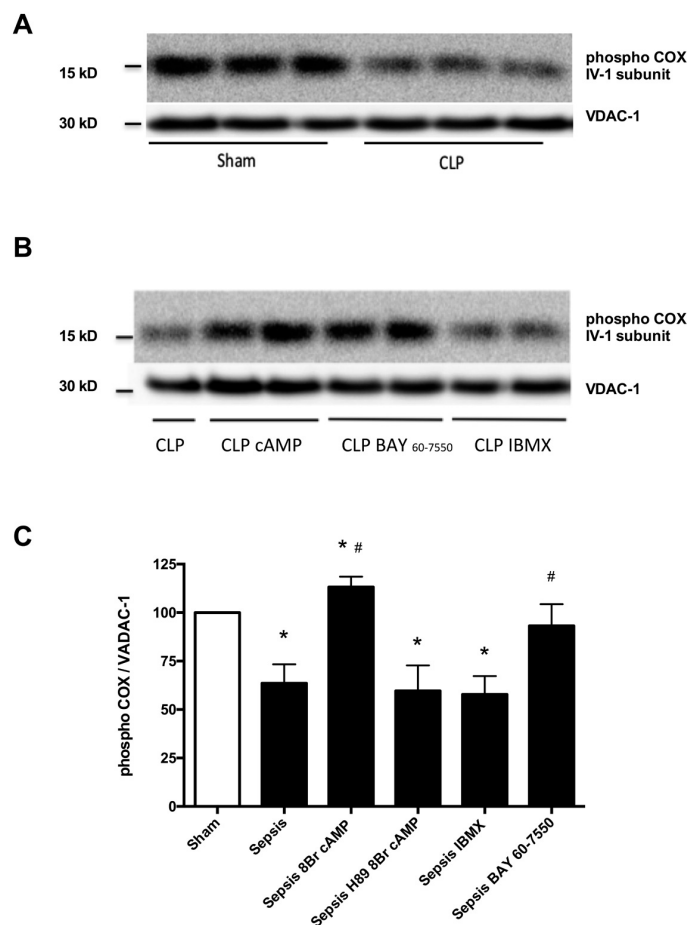 A
15 kD
phospho COX
IV-1 subunit
30 kD
VDAC-1
Sham
CLP
B
15 kD
phospho COX
IV-1 subunit
30 kD
VDAC-1
CLP
CLP cAMP
CLP BAY 60-7550
CLP IBMX
C
phospho COX / VADAC-1
125
100
75
50
25
0
*
* #
*
*
#
Sham
Sepsis
Sepsis 8Br cAMP
Sepsis H89 8Br cAMP
Sepsis IBMX
Sepsis BAY 60-7550